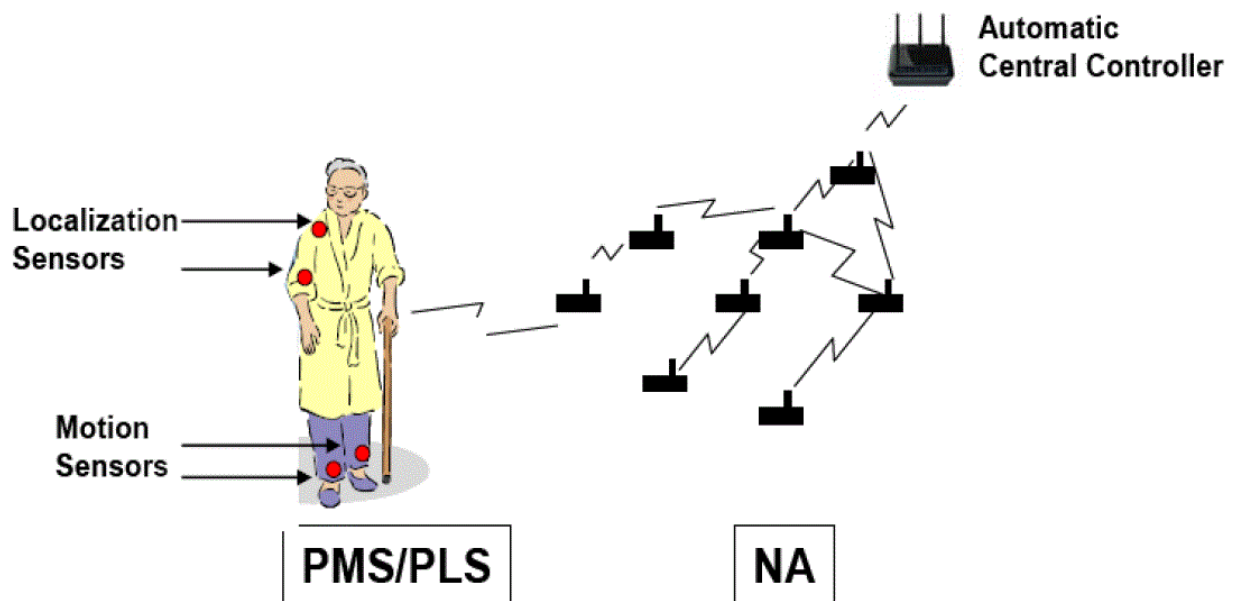 Automatic
Central Controller
Localization
Sensors
Motion
Sensors
PMS/PLS
NA